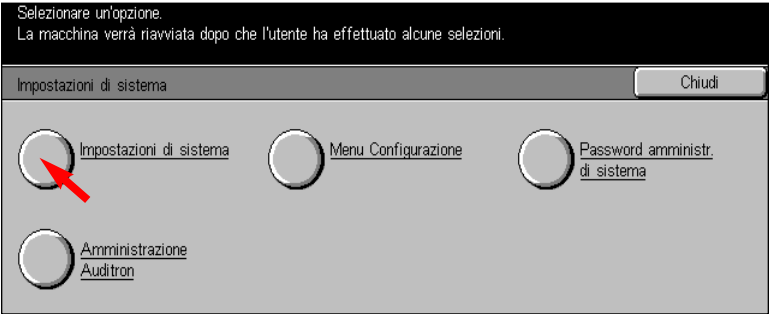 Selezionare un'opzione.
La macchina verrà riavviata dopo che l'utente ha effettuato alcune selezioni.
Impostazioni di sistema
Chiudi
Impostazioni di sistema
Menu Configurazione
Password amministr.
di sistema
Amministrazione
Auditron